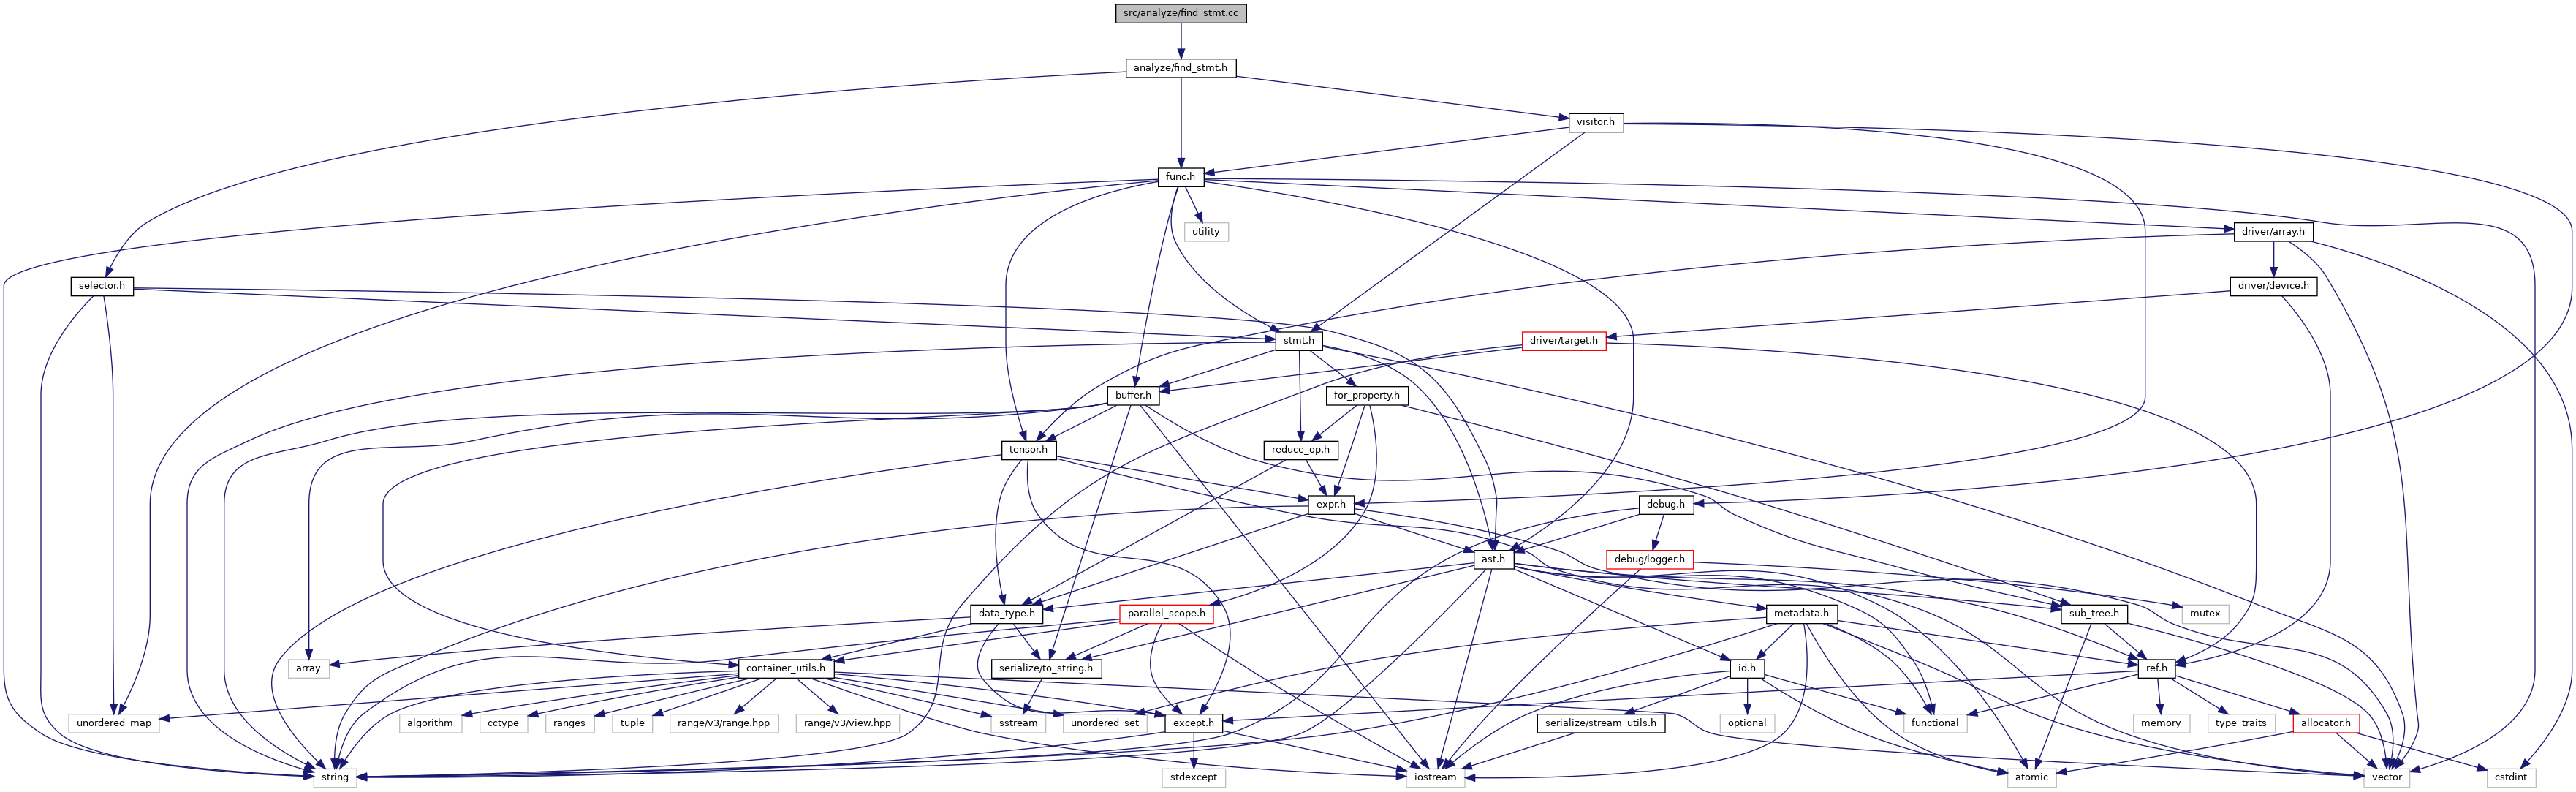 src/analyze/find_stmt.cc
analyze/find_stmt.h
visitor.h
func.h
utility
driver/array.h
selector.h
driver/device.h
stmt.h
driver/target.h
buffer.h
for_property.h
tensor.h
reduce_op.h
expr.h
debug.h
ast.h
debug/logger.h
data_type.h
parallel_scope.h
metadata.h
sub_tree.h
mutex
array
container_utils.h
serialize/to_string.h
id.h
ref.h
unordered_map
algorithm
cctype
ranges
tuple
range/v3/range.hpp
range/v3/view.hpp
sstream
unordered_set
except.h
serialize/stream_utils.h
optional
functional
memory
type_traits
allocator.h
string
stdexcept
iostream
atomic
vector
cstdint